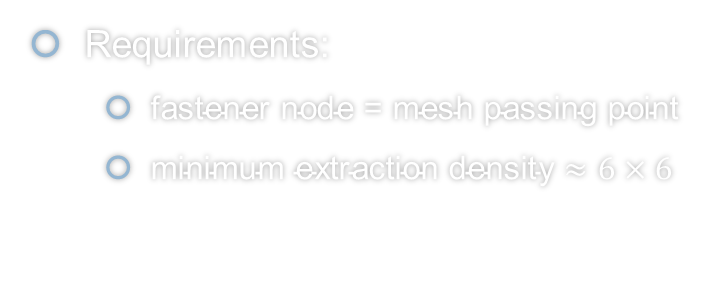 Requirements:
fastener node = mesh passing point
minimum extraction density ≈ 6 × 6